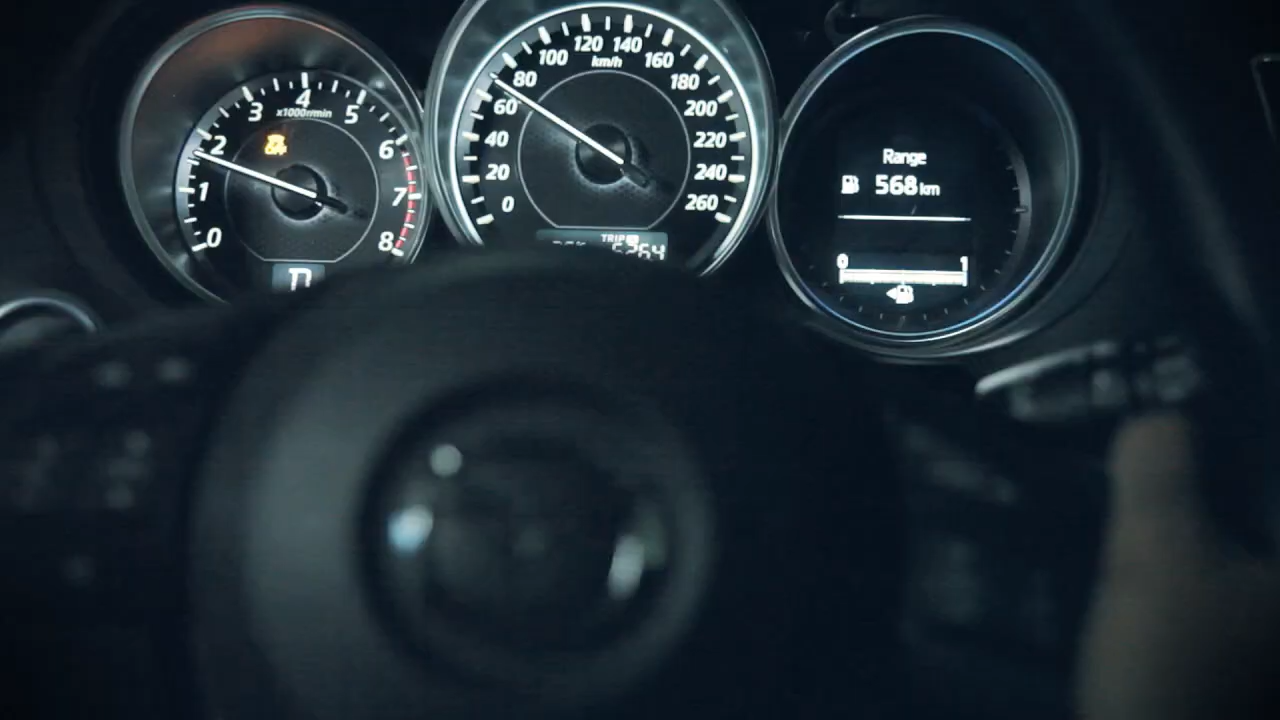 0 1 2 3 4 5 6 7 8
x1000r/min
D
0 20 40 60 80 100 120 140 160 180 200 220 240 260
km/h
TRIP
5264
Range
568 km
0 1